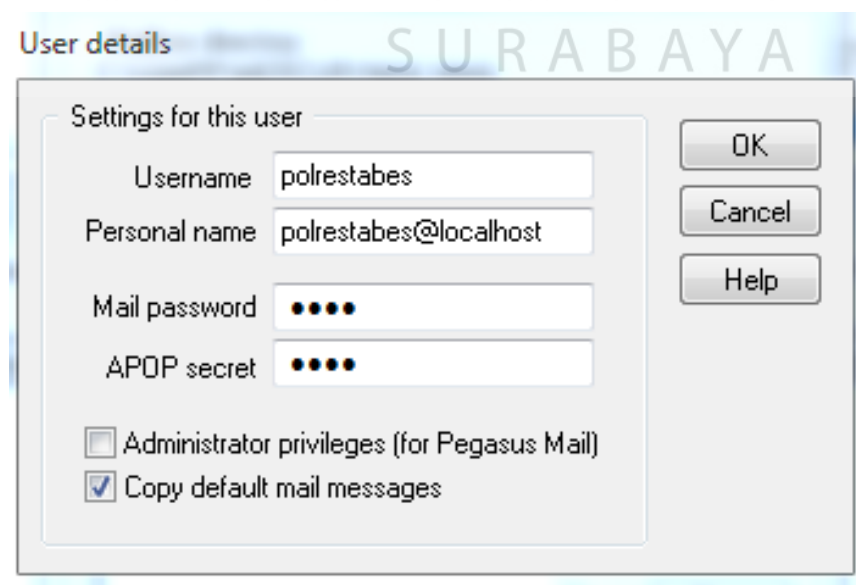 SURABAYA
User details
Settings for this user
Username polrestabes
Personal name polrestabes@localhost
Mail password ••••
APOP secret ••••
Administrator privileges (for Pegasus Mail)
Copy default mail messages
OK
Cancel
Help